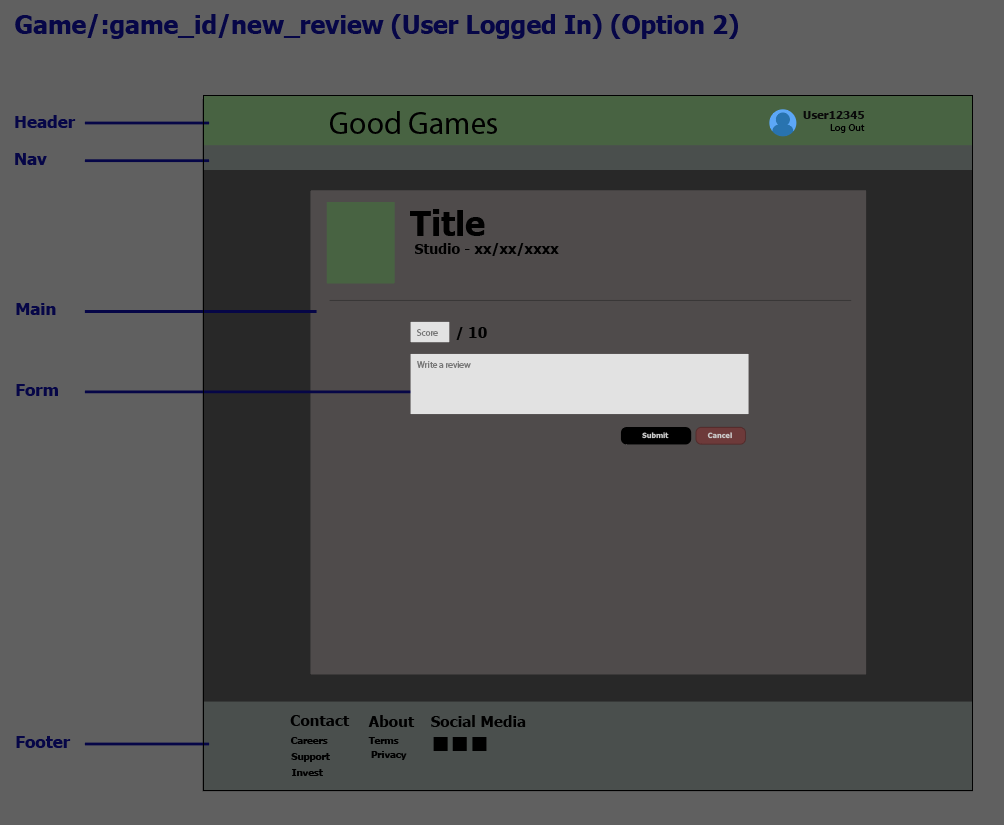 Game/:game_id/new_review (User Logged In) (Option 2)
Header
Good Games
User12345
Log Out
Nav
Title
Studio - xx/xx/xxxx
Main
Score
/ 10
Write a review
Form
Submit
Cancel
Footer
Contact
Careers
Support
Invest
About
Terms
Privacy
Social Media